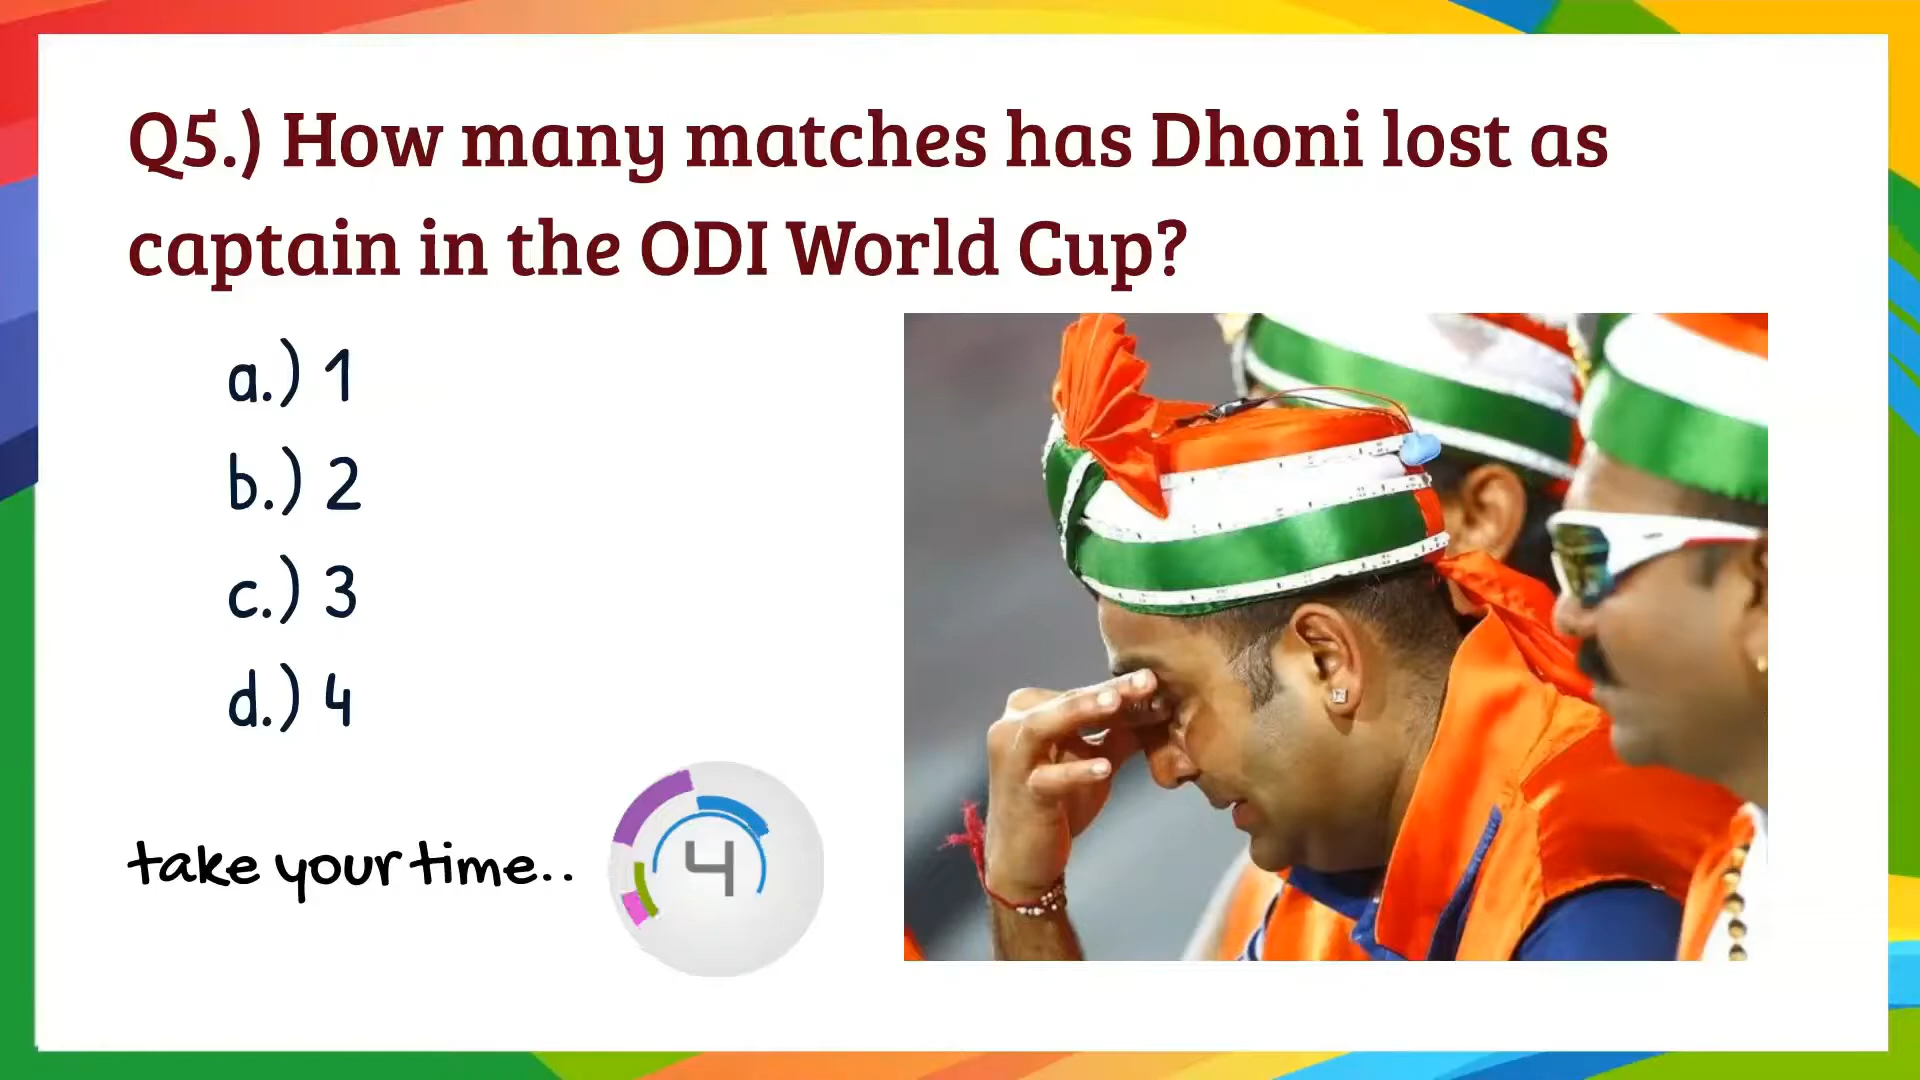 Q5.) How many matches has Dhoni lost as
captain in the ODI World Cup?
a.) 1
b.) 2
c.) 3
d.) 4
take your time..
4